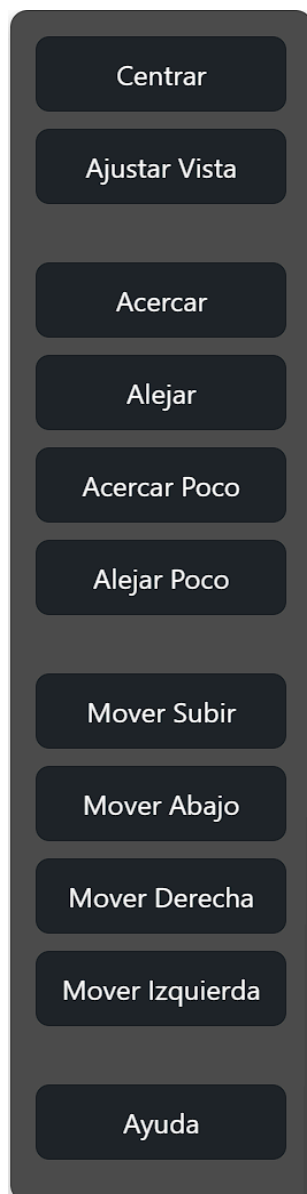 Centrar
Ajustar Vista
Acercar
Alejar
Acercar Poco
Alejar Poco
Mover Subir
Mover Abajo
Mover Derecha
Mover Izquierda
Ayuda